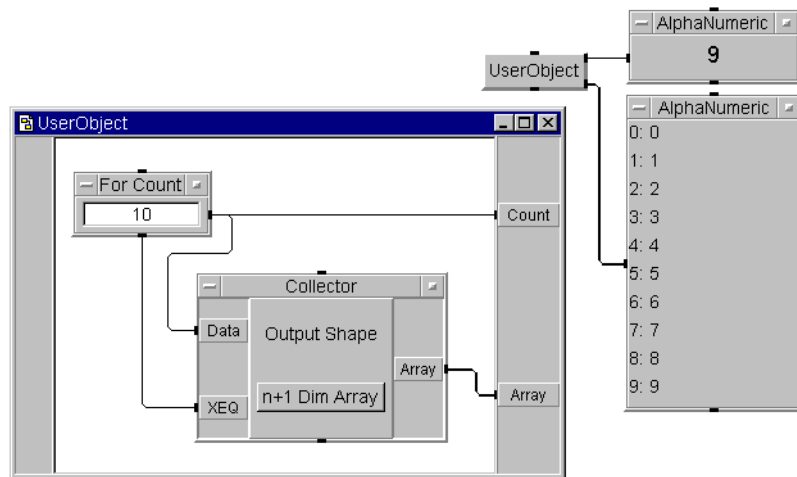 AlphaNumeric
9
UserObject
AlphaNumeric
0: 0
1: 1
2: 2
3: 3
4: 4
5: 5
6: 6
7: 7
8: 8
9: 9
UserObject
For Count
10
Count
Collector
Data
Output Shape
Array
n+1 Dim Array
XEQ
Array